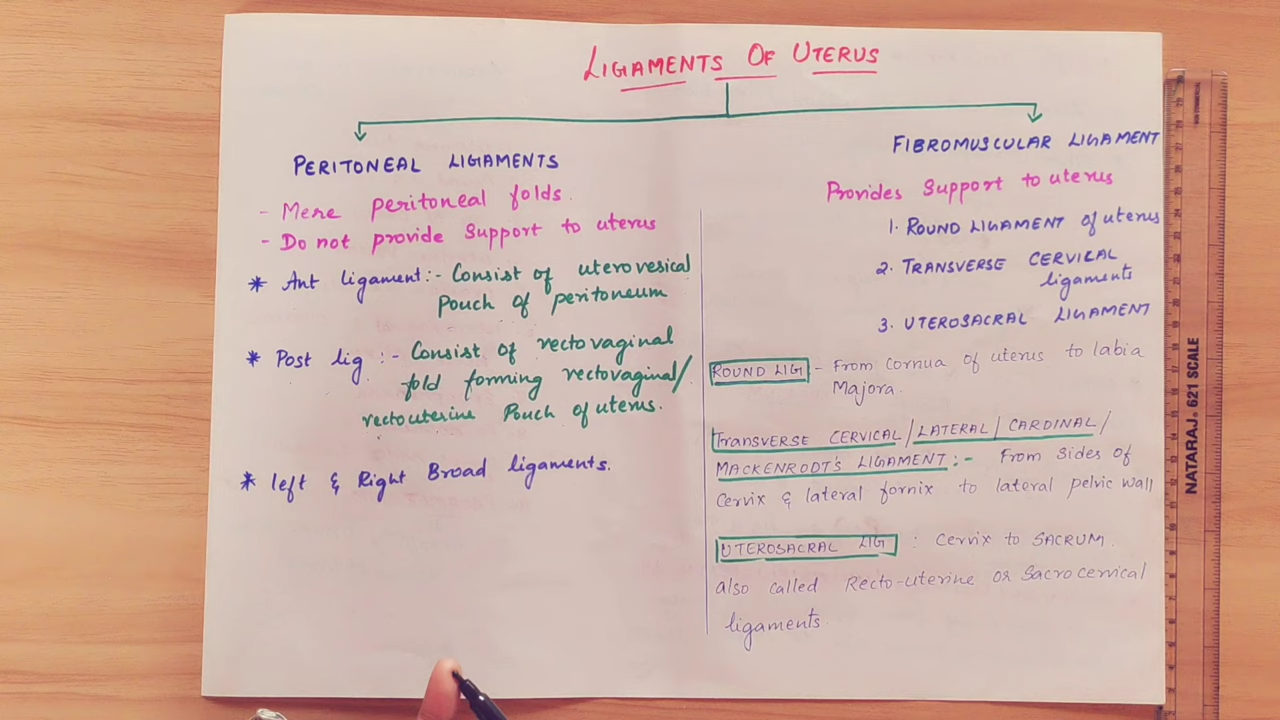 LIGAMENTS OF UTERUS
PERITONEAL LIGAMENTS
- Mere peritoneal folds.
- Do not provide support to uterus
* Ant ligament:- Consist of uterovesical
Pouch of peritoneum
* Post lig :- Consist of rectovaginal
fold forming rectovaginal/
rectouterine Pouch of uterus.
* left & Right Broad ligaments.
FIBROMUSCULAR LIGAMENT
Provides Support to uterus
1. ROUND LIGAMENT of uterus
2. TRANSVERSE CERVICAL
ligaments
3. UTEROSACRAL LIGAMENT
ROUND LIG - From Cornua of uterus to labia
Majora.
TRANSVERSE CERVICAL / LATERAL / CARDINAL /
MACKENRODT'S LIGAMENT :- From sides of
Cervix & lateral fornix to lateral pelvic wall
UTEROSACRAL LIG : Cervix to SACRUM.
also called Recto-uterine or Sacrocervical
ligaments
NATARAJ® 621 SCALE